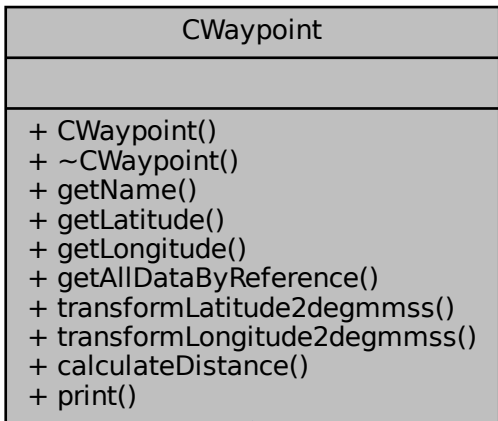 CWaypoint
+ CWaypoint()
+ ~CWaypoint()
+ getName()
+ getLatitude()
+ getLongitude()
+ getAllDataByReference()
+ transformLatitude2degmmss()
+ transformLongitude2degmmss()
+ calculateDistance()
+ print()